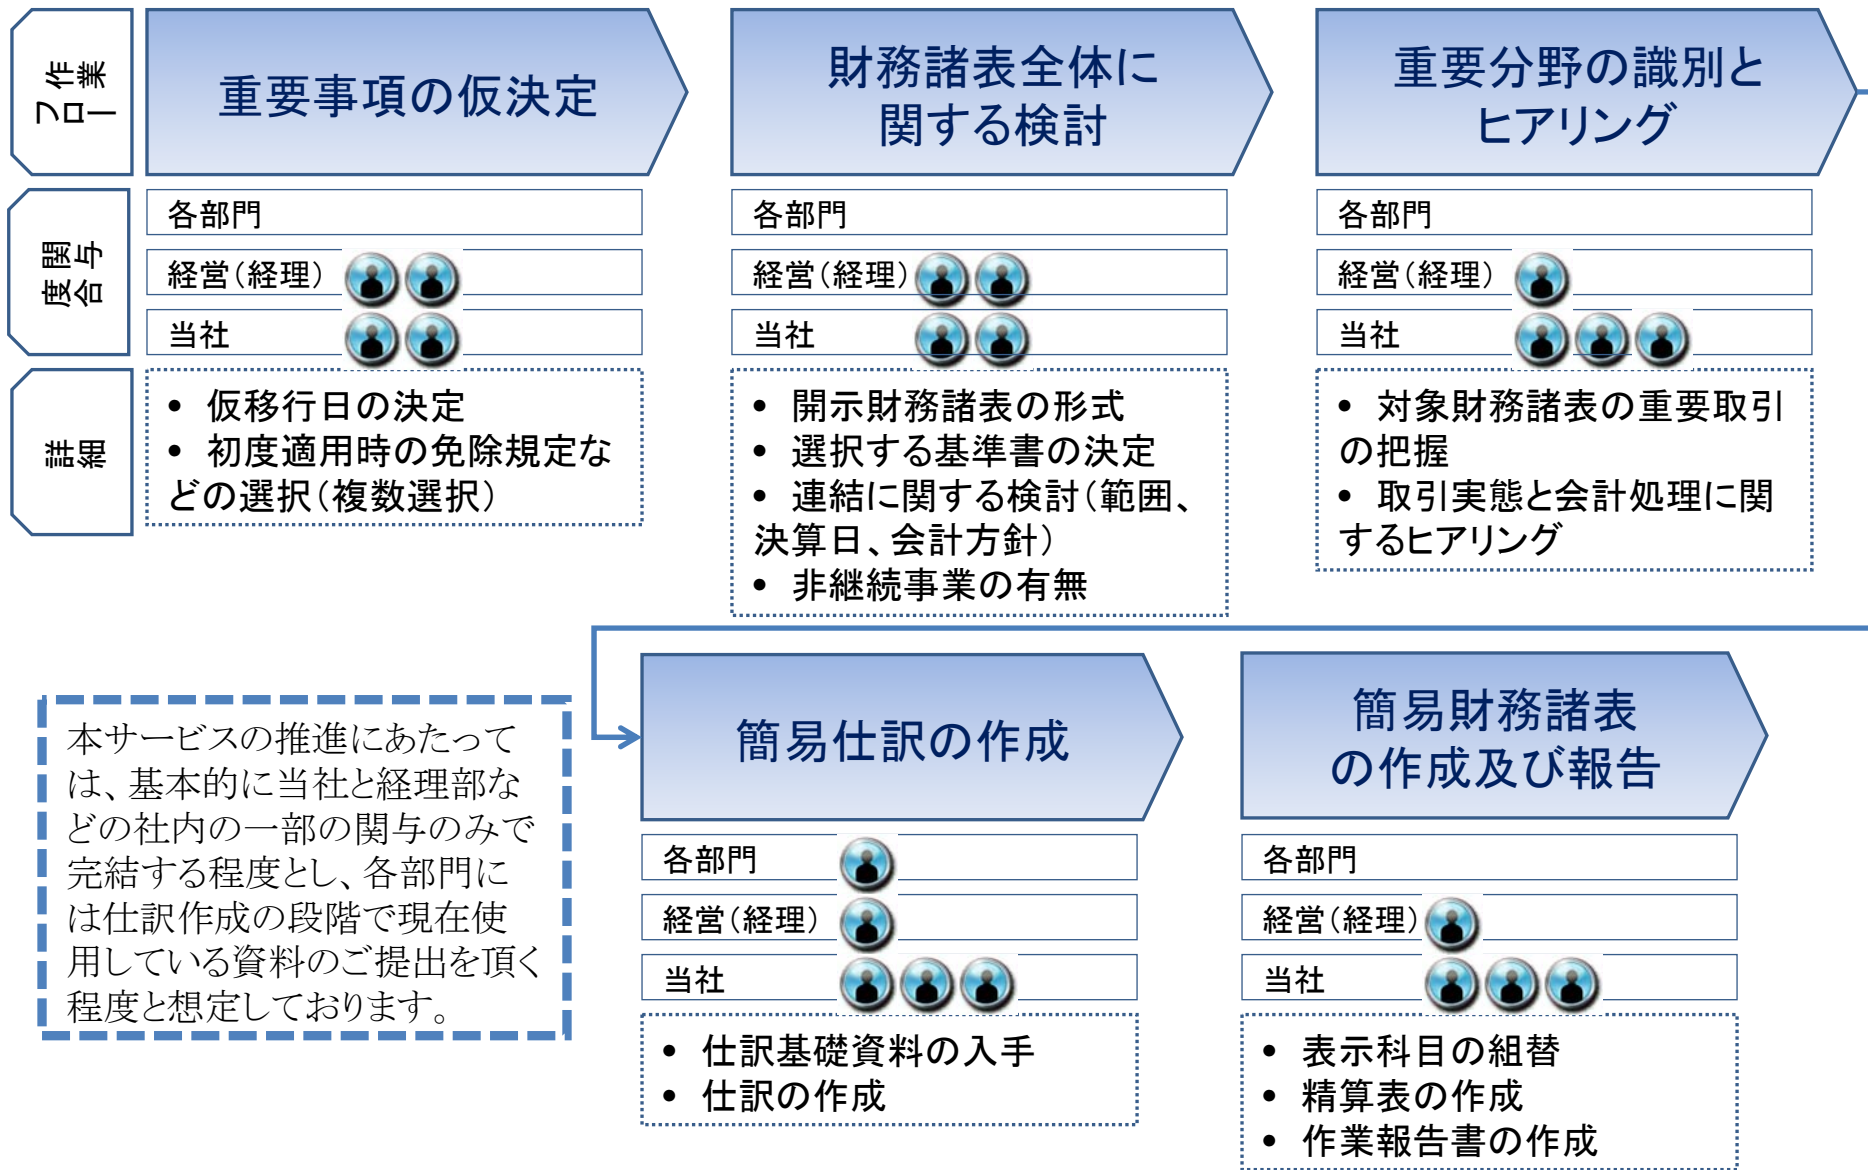 作業
フロー
重要事項の仮決定
財務諸表全体に
関する検討
重要分野の識別と
ヒアリング
関与
度合
各部門
経営(経理)
当社
各部門
経営(経理)
当社
各部門
経営(経理)
当社
詳細
• 仮移行日の決定
• 初度適用時の免除規定な
どの選択(複数選択)
• 開示財務諸表の形式
• 選択する基準書の決定
• 連結に関する検討(範囲、
決算日、会計方針)
• 非継続事業の有無
• 対象財務諸表の重要取引
の把握
• 取引実態と会計処理に関
するヒアリング
本サービスの推進にあたって
は、基本的に当社と経理部な
どの社内の一部の関与のみで
完結する程度とし、各部門に
は仕訳作成の段階で現在使
用している資料のご提出を頂く
程度と想定しております。
簡易仕訳の作成
各部門
経営(経理)
当社
• 仕訳基礎資料の入手
• 仕訳の作成
簡易財務諸表
の作成及び報告
各部門
経営(経理)
当社
• 表示科目の組替
• 精算表の作成
• 作業報告書の作成